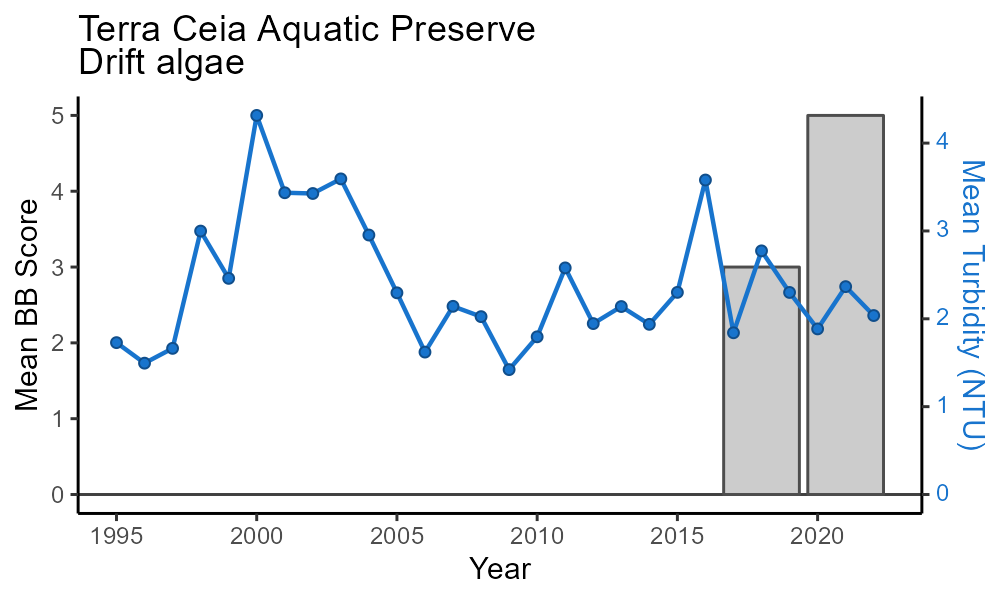 Terra Ceia Aquatic Preserve
Drift algae
Mean BB Score
5
4
3
2
1
0
4
3
2
1
0
Mean Turbidity (NTU)
1995 2000 2005 2010 2015 2020
Year